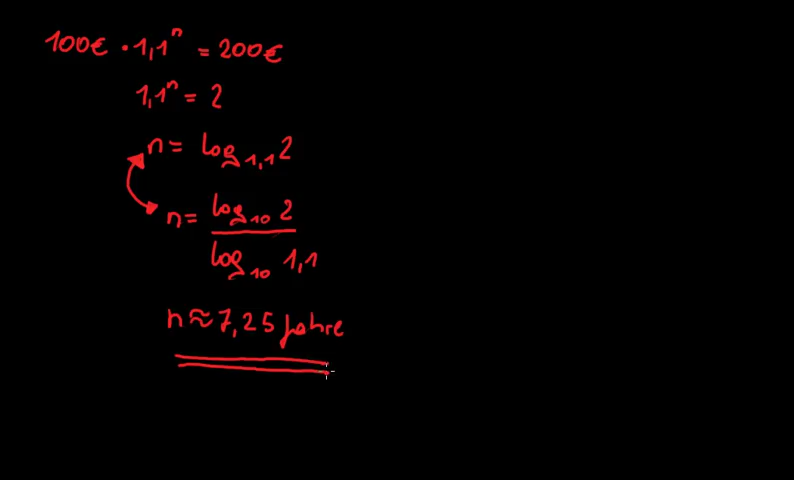 100€ · 1,1ⁿ = 200€
1,1ⁿ = 2
n = log₁,₁ 2
n = log₁₀ 2
log₁₀ 1,1
n ≈ 7,25 Jahre